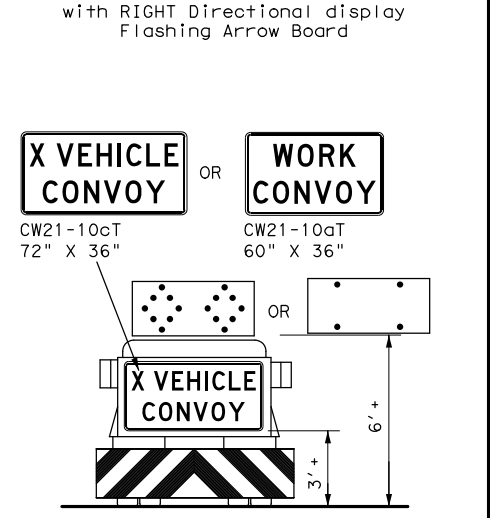 with RIGHT Directional display
Flashing Arrow Board
X VEHICLE
CONVOY
OR
WORK
CONVOY
CW21-10cT
72" X 36"
CW21-10aT
60" X 36"
OR
X VEHICLE
CONVOY
3'+
6'+